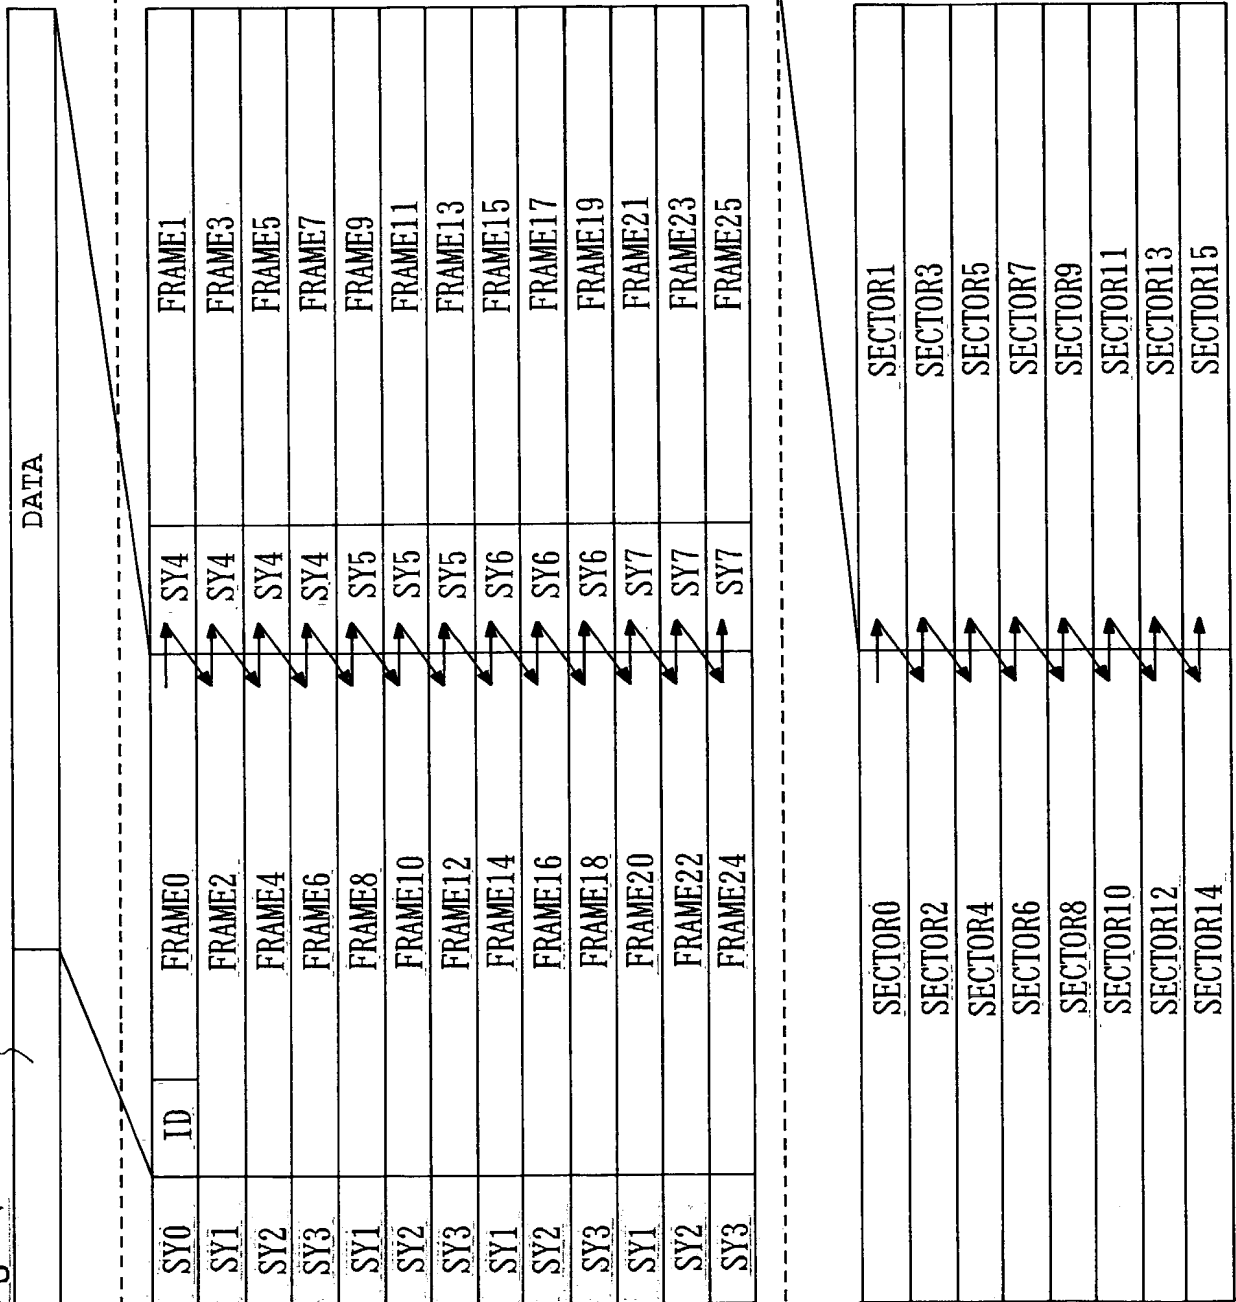 DATA
SY0 ID FRAME0 SY4 FRAME1
SY1 FRAME2 SY4 FRAME3
SY2 FRAME4 SY4 FRAME5
SY3 FRAME6 SY4 FRAME7
SY1 FRAME8 SY5 FRAME9
SY2 FRAME10 SY5 FRAME11
SY3 FRAME12 SY5 FRAME13
SY1 FRAME14 SY6 FRAME15
SY2 FRAME16 SY6 FRAME17
SY3 FRAME18 SY6 FRAME19
SY1 FRAME20 SY7 FRAME21
SY2 FRAME22 SY7 FRAME23
SY3 FRAME24 SY7 FRAME25
SECTOR0 SECTOR1
SECTOR2 SECTOR3
SECTOR4 SECTOR5
SECTOR6 SECTOR7
SECTOR8 SECTOR9
SECTOR10 SECTOR11
SECTOR12 SECTOR13
SECTOR14 SECTOR15